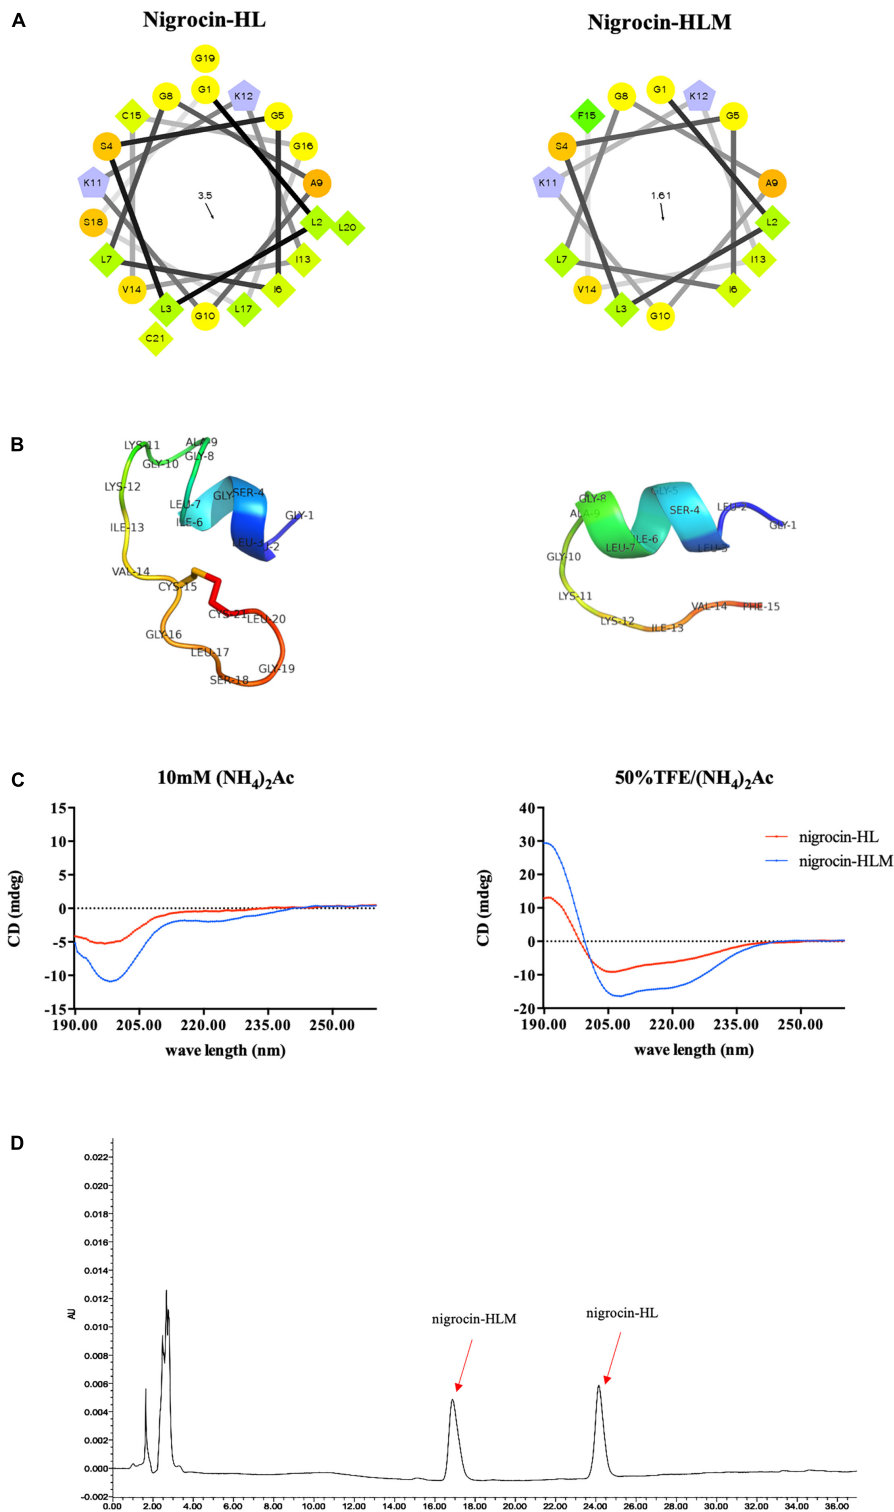 A
Nigrocin-HL
Nigrocin-HLM
G19
G8 G1 K12
C15 G5
S4 G16
K11 3.5 A9
S18 L2 L20
L7 I13
V14 I6
L3 G10 L17
C21
G8 G1 K12
F15 G5
S4
K11 1.61 A9
L2
L7 I13
V14 I6
L3 G10
B
LYS-11 ALA-9
GLY-10 GLY-8
LYS-12
LEU-7 GLY SER-4
ILE-6 GLY-1
ILE-13
LEU-3 U-2
VAL-14
CYS-15
CYS-21 LEU-20
GLY-16
LEU-17
GLY-19
SER-18
GLY-8 GLY-5
ALA-9 SER-4 LEU-2
GLY-1
ILE-6
LEU-7 LEU-3
GLY-10
LYS-11
VAL-14 PHE-15
LYS-12 ILE-13
C
10mM (NH4)2Ac
50%TFE/(NH4)2Ac
CD (mdeg)
15
10
5
0
-5
-10
-15
190.00 205.00 220.00 235.00 250.00
wave length (nm)
CD (mdeg)
40
30
20
10
0
-10
-20
190.00 205.00 220.00 235.00 250.00
wave length (nm)
nigrocin-HL
nigrocin-HLM
D
AU
0.022
0.020
0.018
0.016
0.014
0.012
0.010
0.008
0.006
0.004
0.002
0.000
-0.002
nigrocin-HLM
nigrocin-HL
0.00 2.00 4.00 6.00 8.00 10.00 12.00 14.00 16.00 18.00 20.00 22.00 24.00 26.00 28.00 30.00 32.00 34.00 36.00